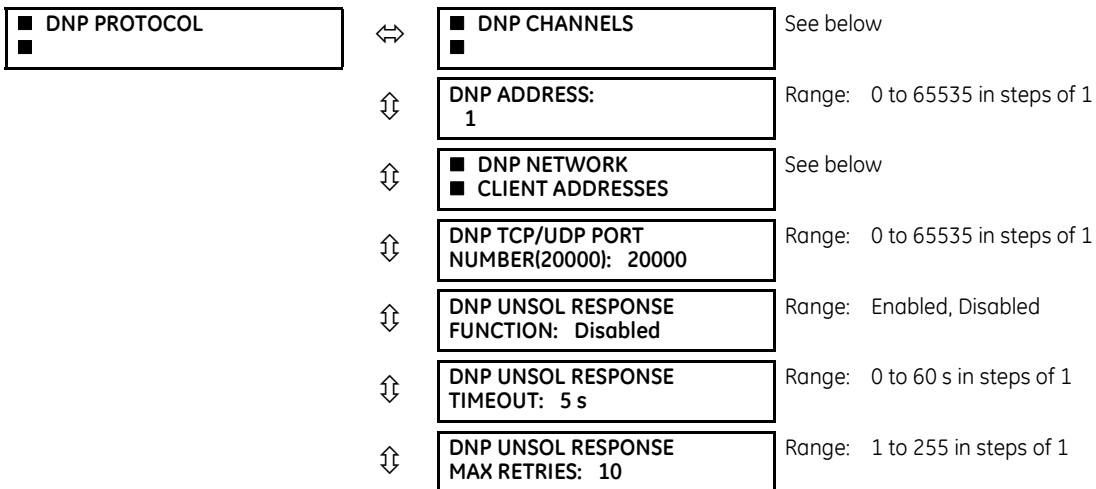 ■ DNP PROTOCOL
■
■ DNP CHANNELS
■
See below
DNP ADDRESS:
1
Range: 0 to 65535 in steps of 1
■ DNP NETWORK
■ CLIENT ADDRESSES
See below
DNP TCP/UDP PORT
NUMBER(20000): 20000
Range: 0 to 65535 in steps of 1
DNP UNSOL RESPONSE
FUNCTION: Disabled
Range: Enabled, Disabled
DNP UNSOL RESPONSE
TIMEOUT: 5 s
Range: 0 to 60 s in steps of 1
DNP UNSOL RESPONSE
MAX RETRIES: 10
Range: 1 to 255 in steps of 1